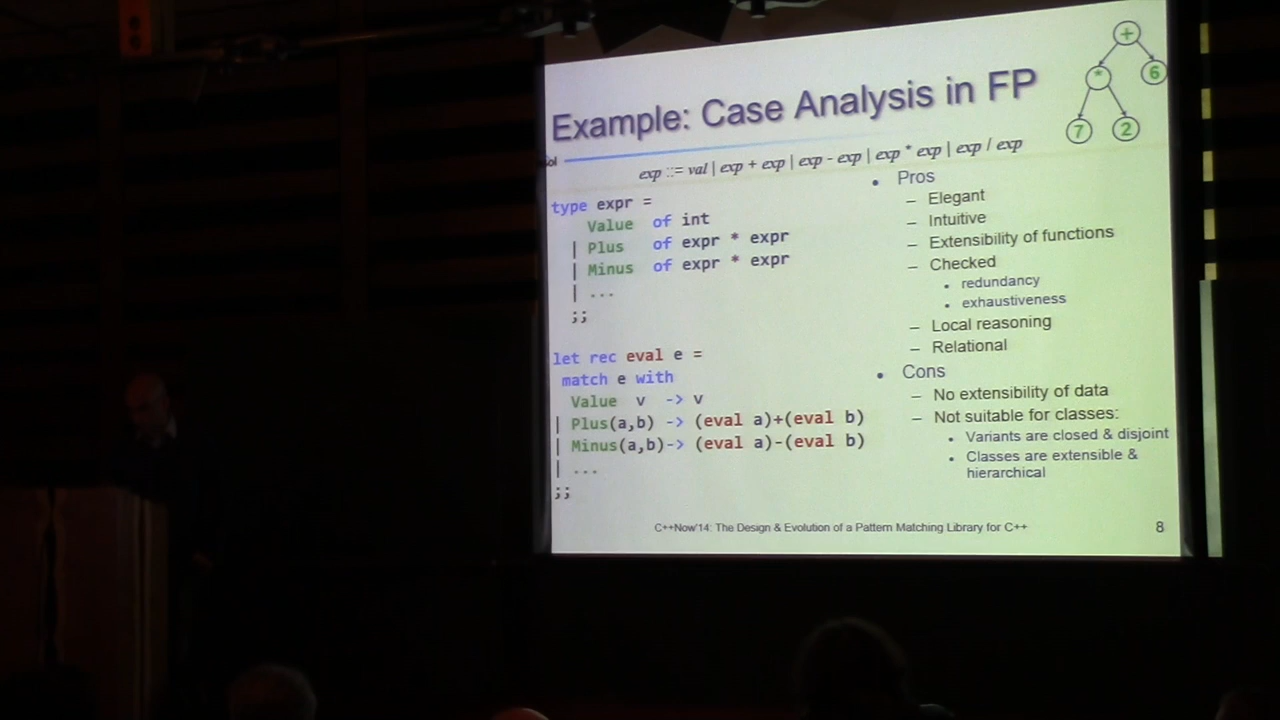 Example: Case Analysis in FP
+
*
6
7
2
exp ::= val | exp + exp | exp - exp | exp * exp | exp / exp
type expr =
Value of int
| Plus of expr * expr
| Minus of expr * expr
| ...
;;
let rec eval e =
match e with
Value v -> v
| Plus(a,b) -> (eval a)+(eval b)
| Minus(a,b)-> (eval a)-(eval b)
| ...
;;
• Pros
– Elegant
– Intuitive
– Extensibility of functions
– Checked
• redundancy
• exhaustiveness
– Local reasoning
– Relational
• Cons
– No extensibility of data
– Not suitable for classes:
• Variants are closed & disjoint
• Classes are extensible &
hierarchical
C++Now'14: The Design & Evolution of a Pattern Matching Library for C++
8